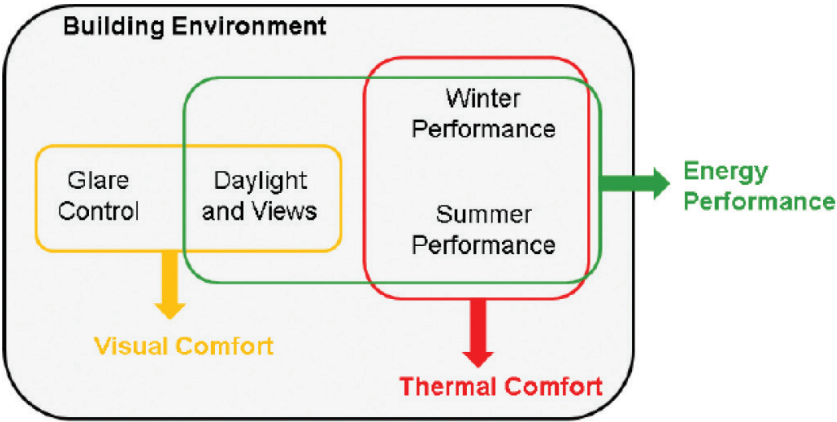 Building Environment
Winter
Performance
Glare
Control
Daylight
and Views
Summer
Performance
Energy
Performance
Visual Comfort
Thermal Comfort